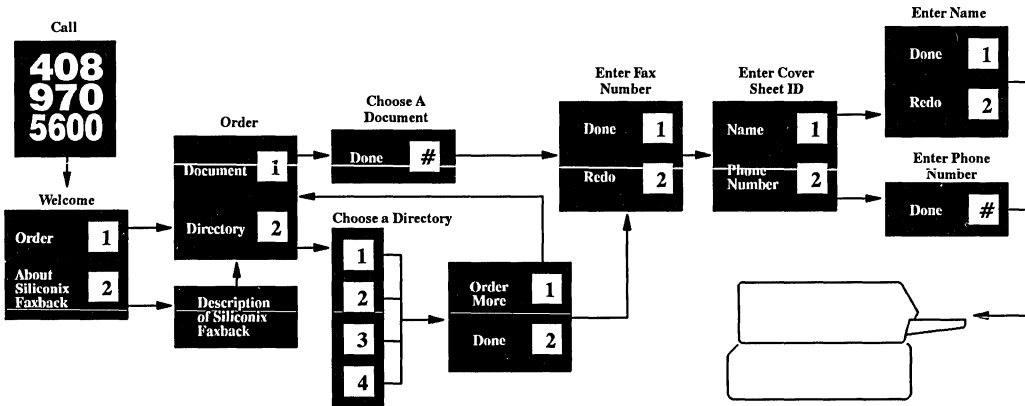 Call
408
970
5600
Welcome
Order 1
About
Siliconix 2
Faxback
Order
Document 1
Directory 2
Description
of Siliconix
Faxback
Choose A
Document
Done #
Choose a Directory
1
2
3
4
Order
More 1
Done 2
Enter Fax
Number
Done 1
Redo 2
Enter Cover
Sheet ID
Name 1
Phone
Number 2
Enter Name
Done 1
Redo 2
Enter Phone
Number
Done #